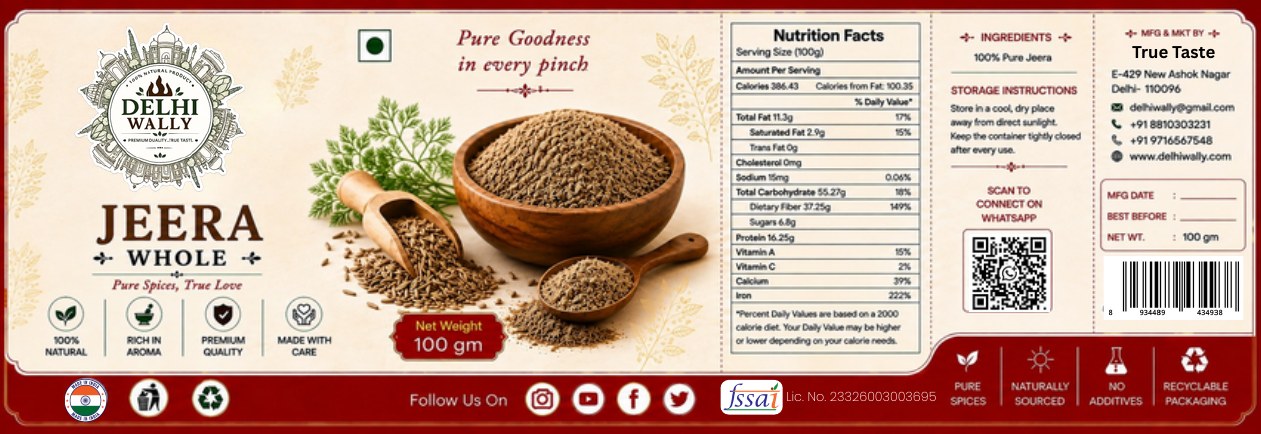 100% NATURAL PRODUCT
DELHI
WALLY
Pure Goodness
in every pinch
JEERA
WHOLE
Pure Spices, True Love
100%
NATURAL
RICH IN
AROMA
PREMIUM
QUALITY
MADE WITH
CARE
Net Weight
100 gm
Nutrition Facts
Serving Size (100g)
Amount Per Serving
Calories 386.43 Calories from Fat: 100.35
% Daily Value*
Total Fat 11.3g 17%
Saturated Fat 2.9g 15%
Trans Fat 0g
Cholesterol 0mg
Sodium 15mg 0.06%
Total Carbohydrate 55.27g 18%
Dietary Fiber 37.25g 149%
Sugars 6.8g
Protein 16.25g
Vitamin A 15%
Vitamin C 2%
Calcium 39%
Iron 222%
*Percent Daily Values are based on a 2000
calorie diet. Your Daily Value may be higher
or lower depending on your calorie needs.
INGREDIENTS
100% Pure Jeera
STORAGE INSTRUCTIONS
Store in a cool, dry place
away from direct sunlight.
Keep the container tightly closed
after every use.
SCAN TO
CONNECT ON
WHATSAPP
MFG & MKT BY
True Taste
E-429 New Ashok Nagar
Delhi- 110096
delhiwally@gmail.com
+91 8810303231
+91 9716567548
www.delhiwally.com
MFG DATE :
BEST BEFORE :
NET WT. : 100 gm
8 934489 434938
MADE IN INDIA
MADE IN INDIA
Follow Us On
fssai Lic. No. 23326003003695
PURE
SPICES
NATURALLY
SOURCED
NO
ADDITIVES
RECYCLABLE
PACKAGING